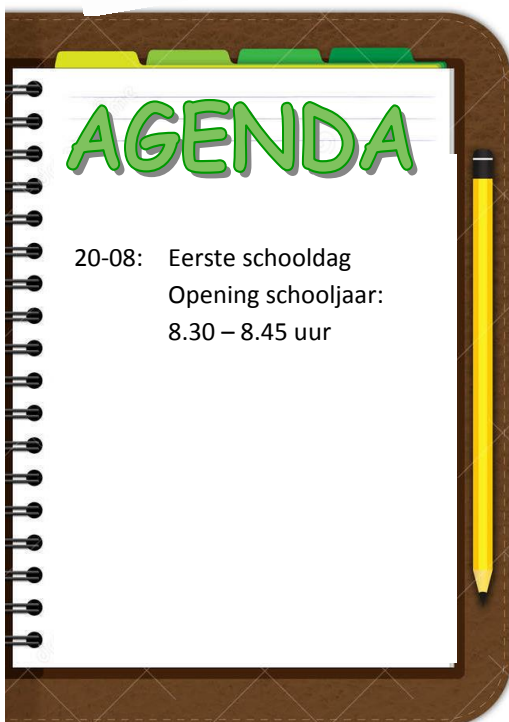 AGENDA
20-08: Eerste schooldag
Opening schooljaar:
8.30 – 8.45 uur